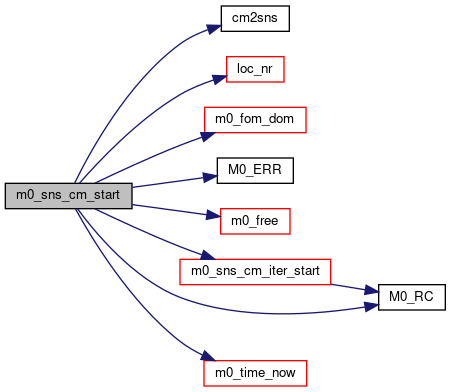 cm2sns
loc_nr
m0_fom_dom
M0_ERR
m0_sns_cm_start
m0_free
m0_sns_cm_iter_start
M0_RC
m0_time_now